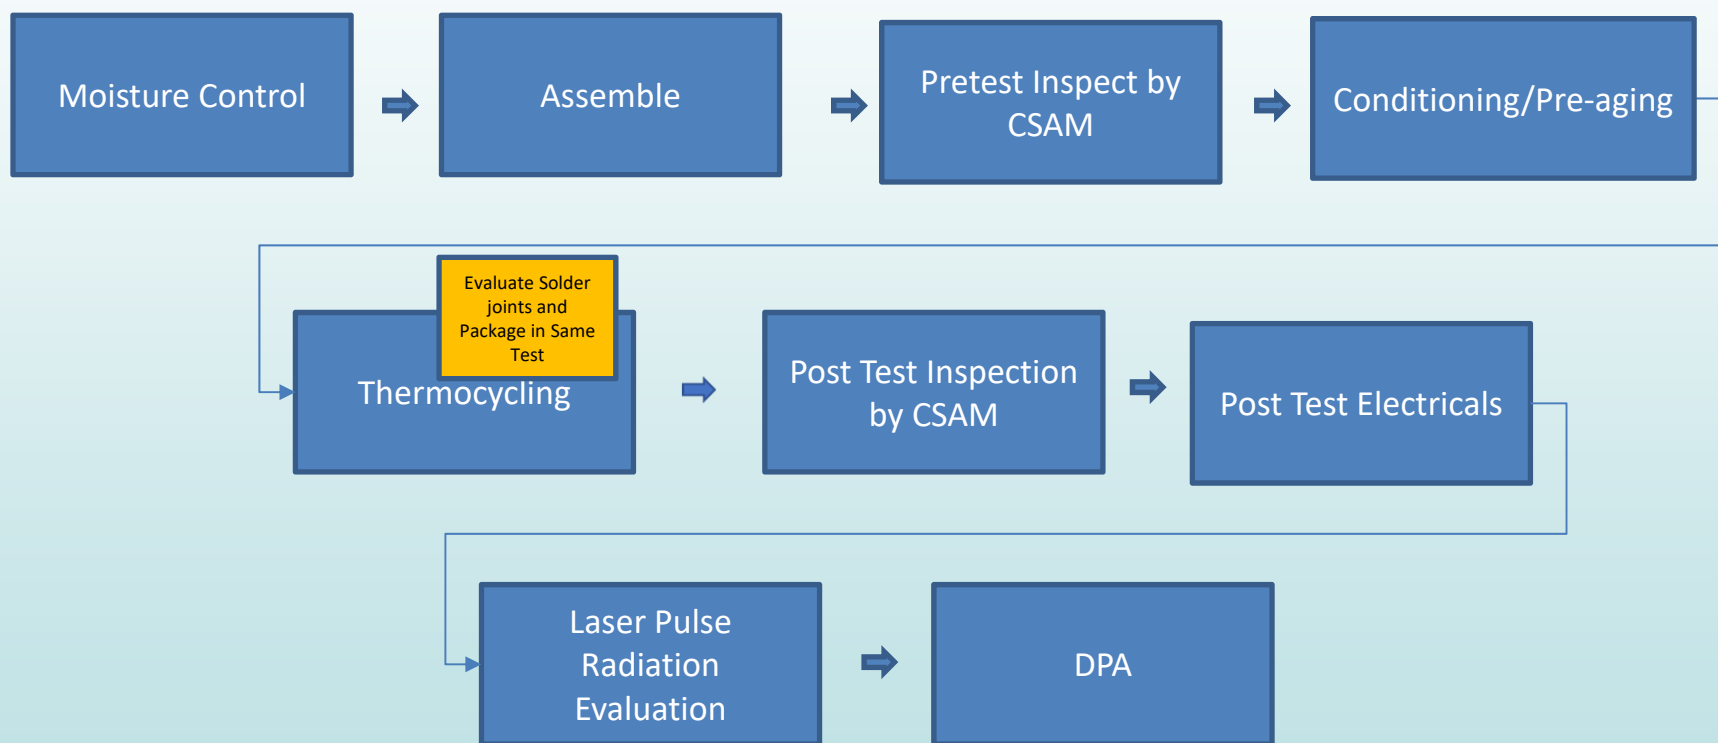 Moisture Control
Assemble
Pretest Inspect by
CSAM
Conditioning/Pre-aging
Evaluate Solder
joints and
Package in Same
Test
Thermocycling
Post Test Inspection
by CSAM
Post Test Electricals
Laser Pulse
Radiation
Evaluation
DPA